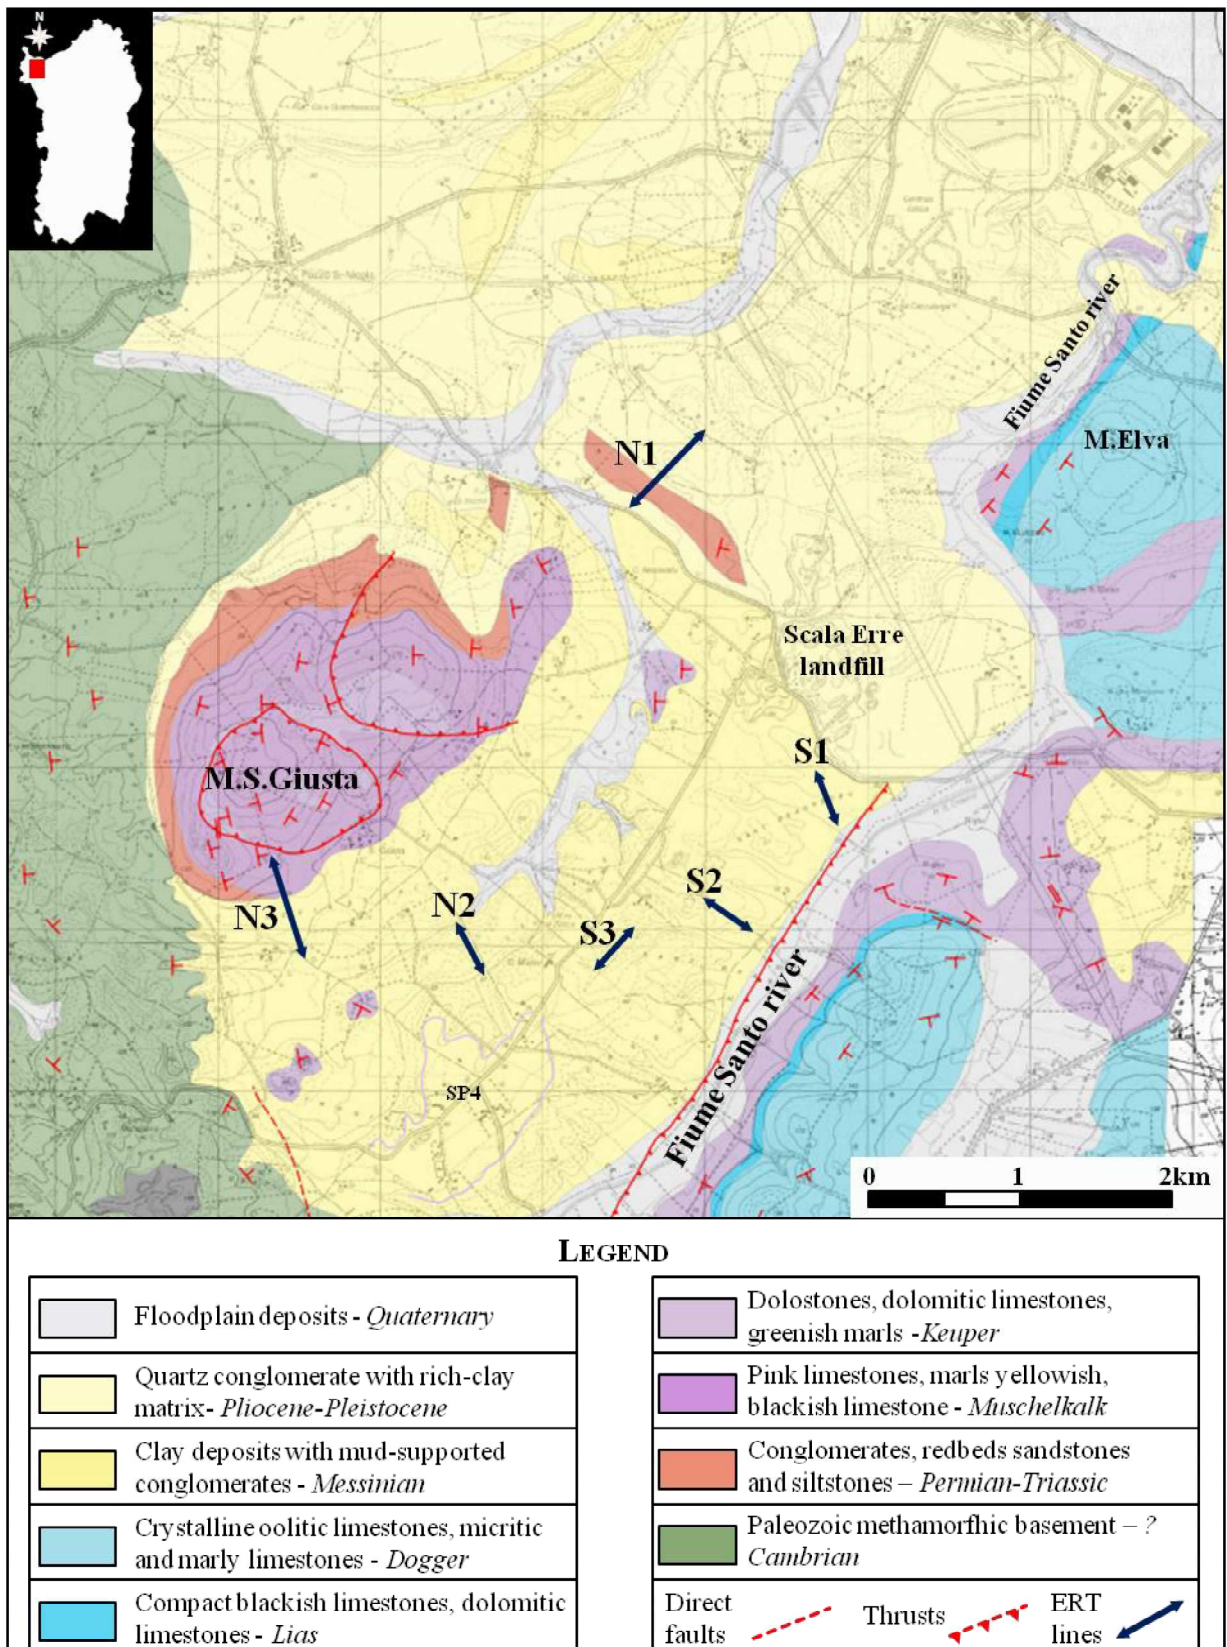 N
N1
Fiume Santo river
M.Elva
Scala Erre
landfill
S1
M.S.Giusta
S2
N2
N3
S3
SP4
Fiume Santo river
0 1 2km
LEGEND
Floodplain deposits - Quaternary
Quartz conglomerate with rich-clay
matrix- Pliocene-Pleistocene
Clay deposits with mud-supported
conglomerates - Messinian
Crystalline oolitic limestones, micritic
and marly limestones - Dogger
Compact blackish limestones, dolomitic
limestones - Lias
Dolostones, dolomitic limestones,
greenish marls -Keuper
Pink limestones, marls yellowish,
blackish limestone - Muschelkalk
Conglomerates, redbeds sandstones
and siltstones – Permian-Triassic
Paleozoic methamorfhic basement – ?
Cambrian
Direct
faults
Thrusts
ERT
lines